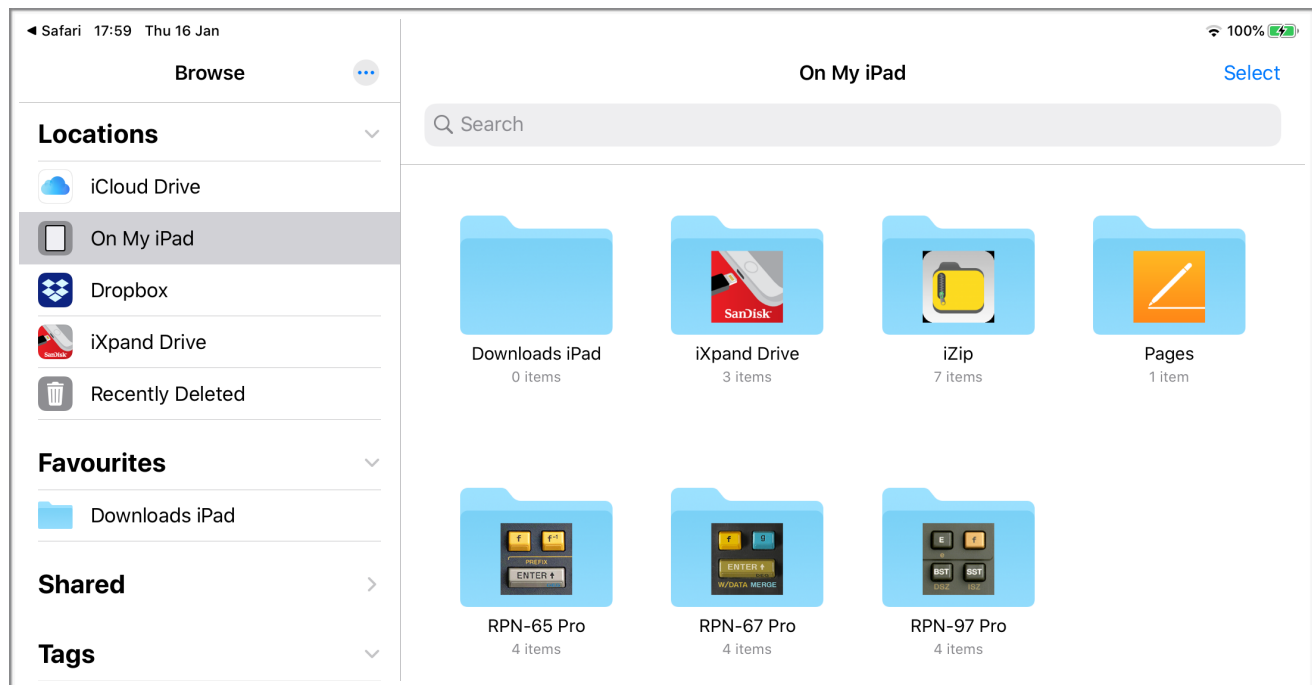 ◀ Safari 17:59 Thu 16 Jan
100%
Browse
Locations
iCloud Drive
On My iPad
Dropbox
SanDisk
iXpand Drive
Recently Deleted
Favourites
Downloads iPad
Shared
Tags
On My iPad
Select
Search
SanDisk
Downloads iPad
iXpand Drive
iZip
Pages
0 items
3 items
7 items
1 item
f f-1
PREFIX
ENTER ↑
f g
ENTER ↑
W/DATA MERGE
E f
BST SST
DSZ ISZ
RPN-65 Pro
RPN-67 Pro
RPN-97 Pro
4 items
4 items
4 items